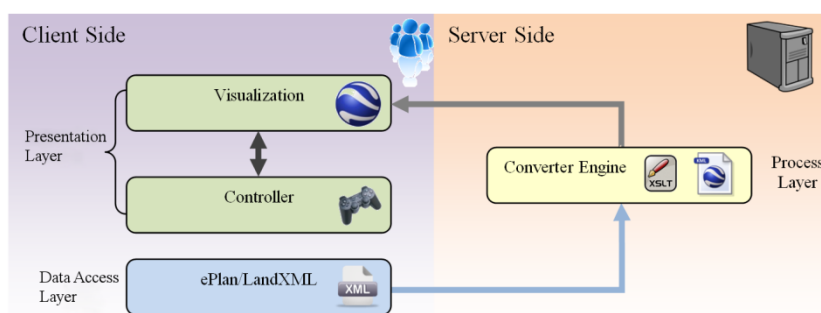 Client Side
Server Side
Visualization
Presentation
Layer
Controller
Converter Engine
XSLT
Process
Layer
Data Access
Layer
ePlan/LandXML
XML